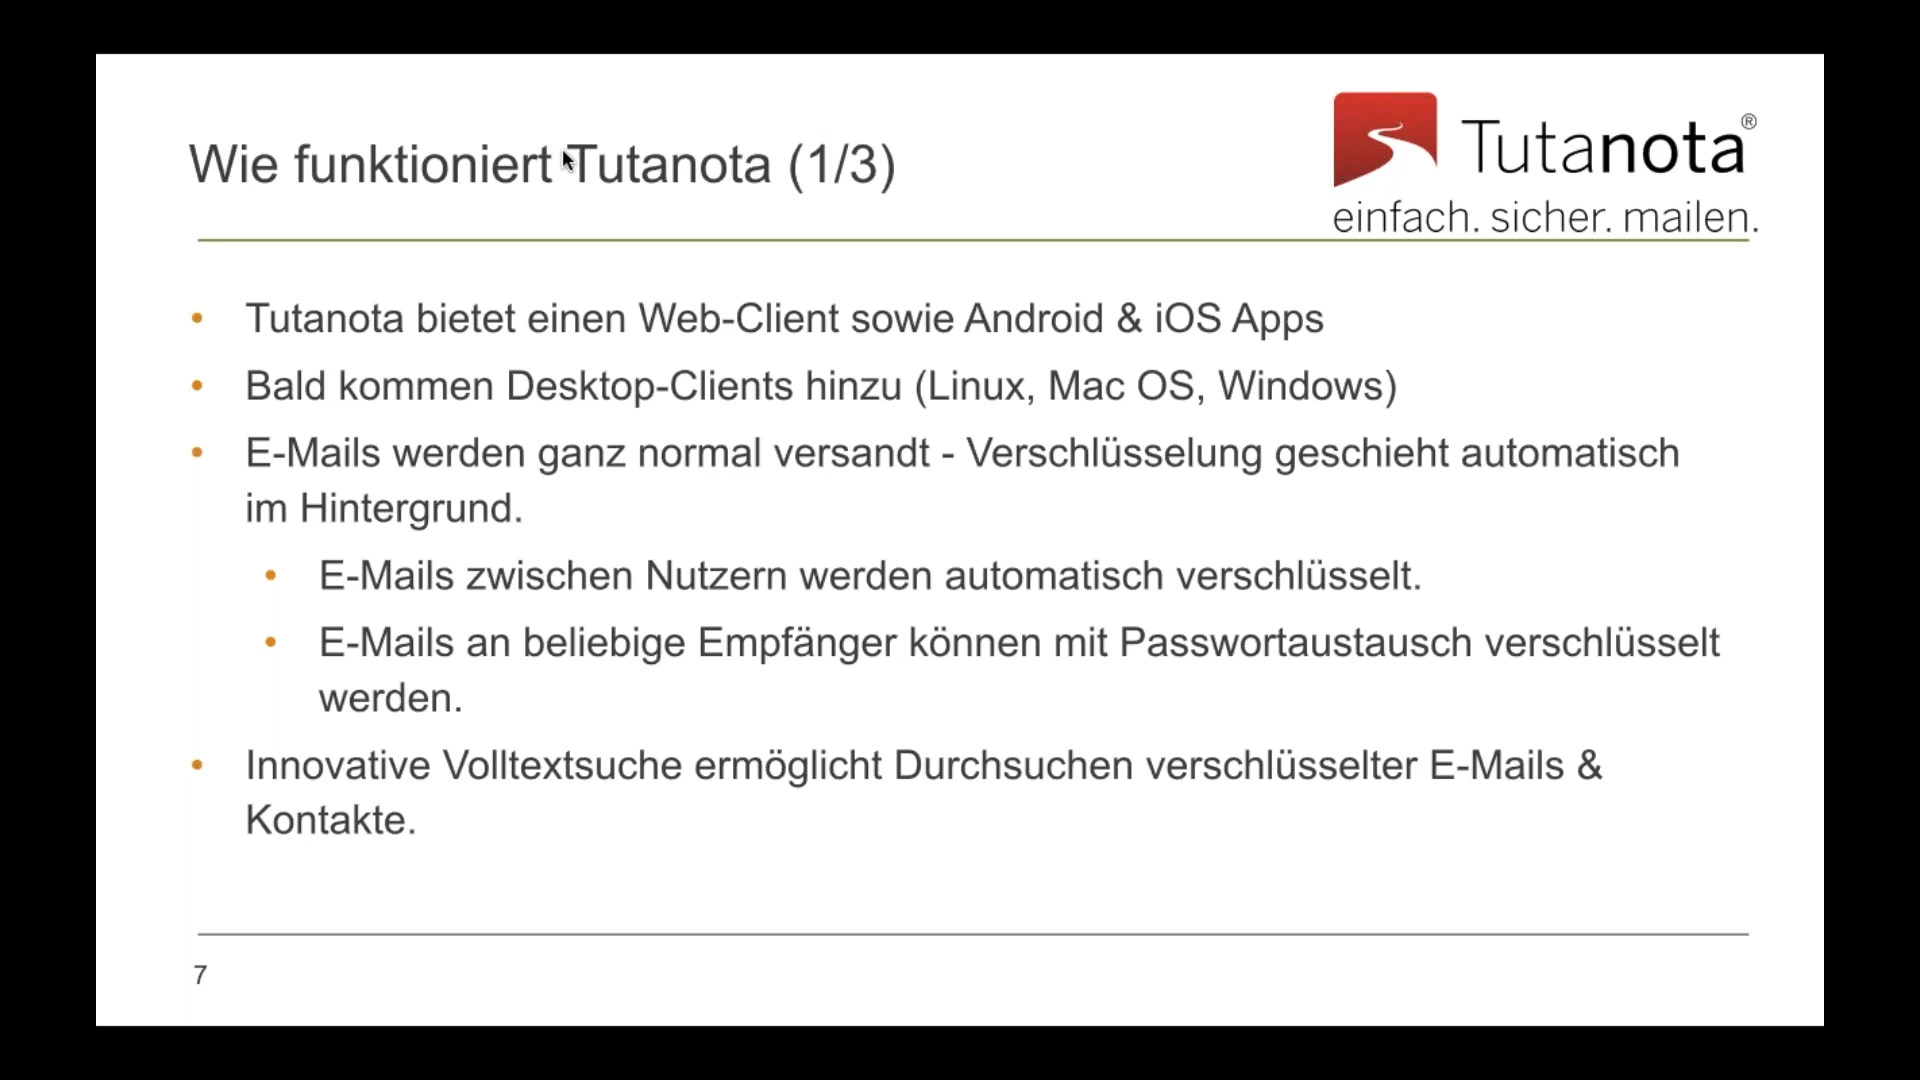 Wie funktioniert Tutanota (1/3)
Tutanota®
einfach. sicher. mailen.
• Tutanota bietet einen Web-Client sowie Android & iOS Apps
• Bald kommen Desktop-Clients hinzu (Linux, Mac OS, Windows)
• E-Mails werden ganz normal versandt - Verschlüsselung geschieht automatisch
im Hintergrund.
• E-Mails zwischen Nutzern werden automatisch verschlüsselt.
• E-Mails an beliebige Empfänger können mit Passwortaustausch verschlüsselt
werden.
• Innovative Volltextsuche ermöglicht Durchsuchen verschlüsselter E-Mails &
Kontakte.
7